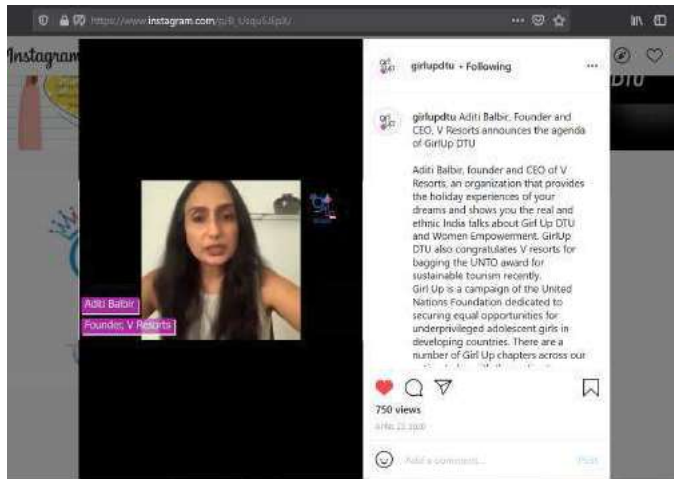 https://www.instagram.com/p/
Instagram
girlupdtu • Following
DTU
girlupdtu Aditi Balbir, Founder and
CEO, V Resorts announces the agenda
of GirlUp DTU
Aditi Balbir, founder and CEO of V
Resorts, an organization that provides
the holiday experiences of your
dreams and shows you the real and
ethnic India talks about Girl Up DTU
and Women Empowerment. GirlUp
DTU also congratulates V resorts for
bagging the UNTO award for
sustainable tourism recently.
Girl Up is a campaign of the United
Nations Foundation dedicated to
securing equal opportunities for
underprivileged adolescent girls in
developing countries. There are a
number of Girl Up chapters across our
Aditi Balbir
Founder, V Resorts
750 views
Add a comment...
Post